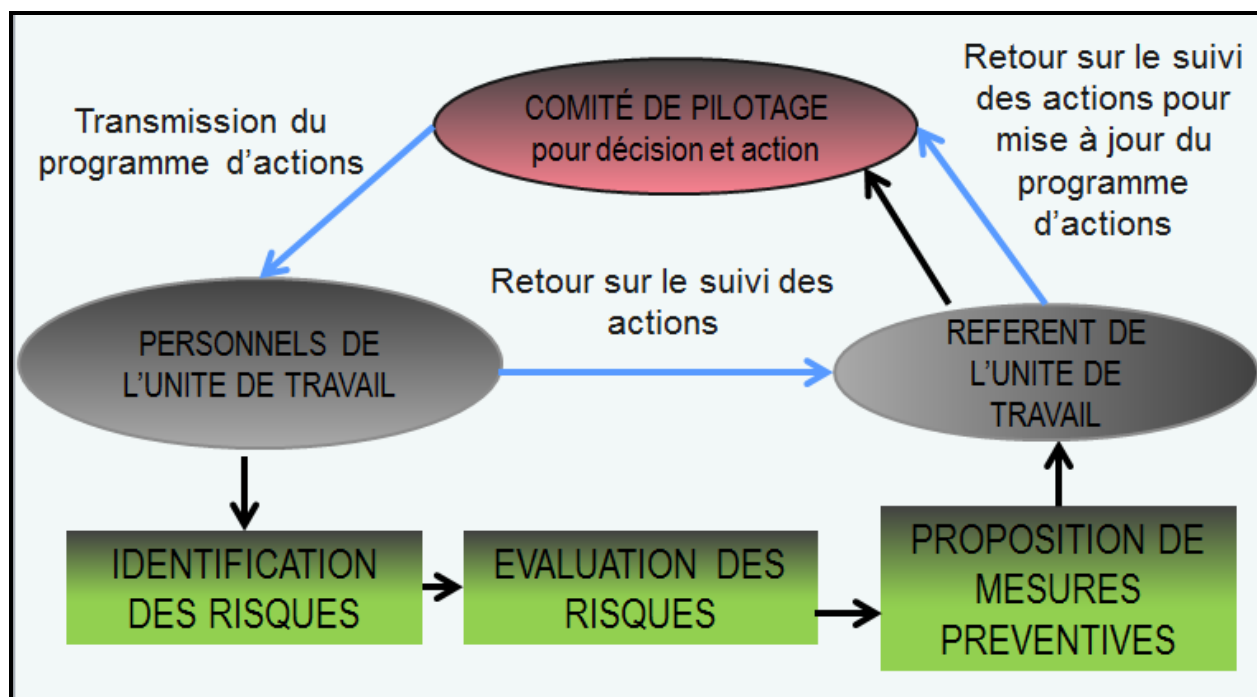 COMITÉ DE PILOTAGE
pour décision et action
Retour sur le suivi
des actions pour
mise à jour du
programme
d’actions
Transmission du
programme d’actions
Retour sur le suivi des
actions
PERSONNELS DE
L’UNITE DE TRAVAIL
REFERENT DE
L’UNITE DE
TRAVAIL
IDENTIFICATION
DES RISQUES
EVALUATION DES
RISQUES
PROPOSITION DE
MESURES
PREVENTIVES